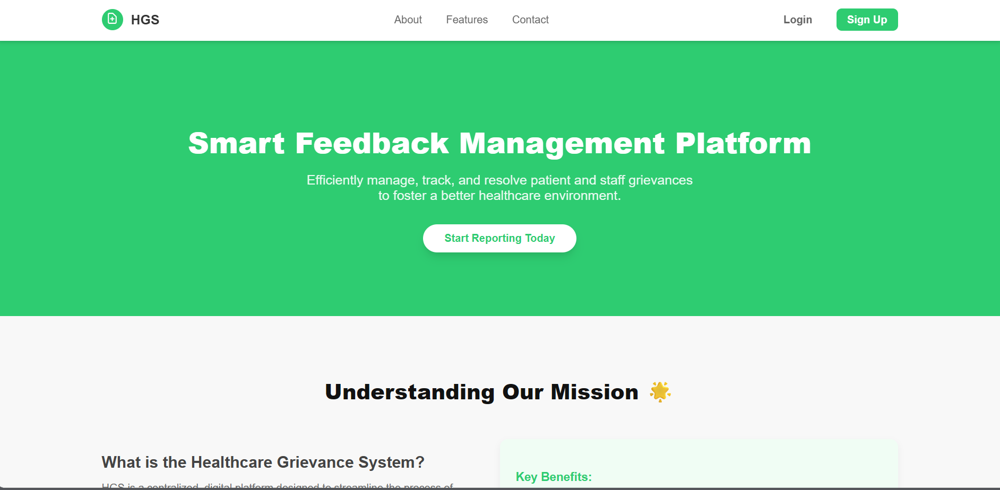 HGS
About
Features
Contact
Login
Sign Up
Smart Feedback Management Platform
Efficiently manage, track, and resolve patient and staff grievances
to foster a better healthcare environment.
Start Reporting Today
Understanding Our Mission 🌟
What is the Healthcare Grievance System?
Key Benefits:
HGS is a centralized, digital platform designed to streamline the process of